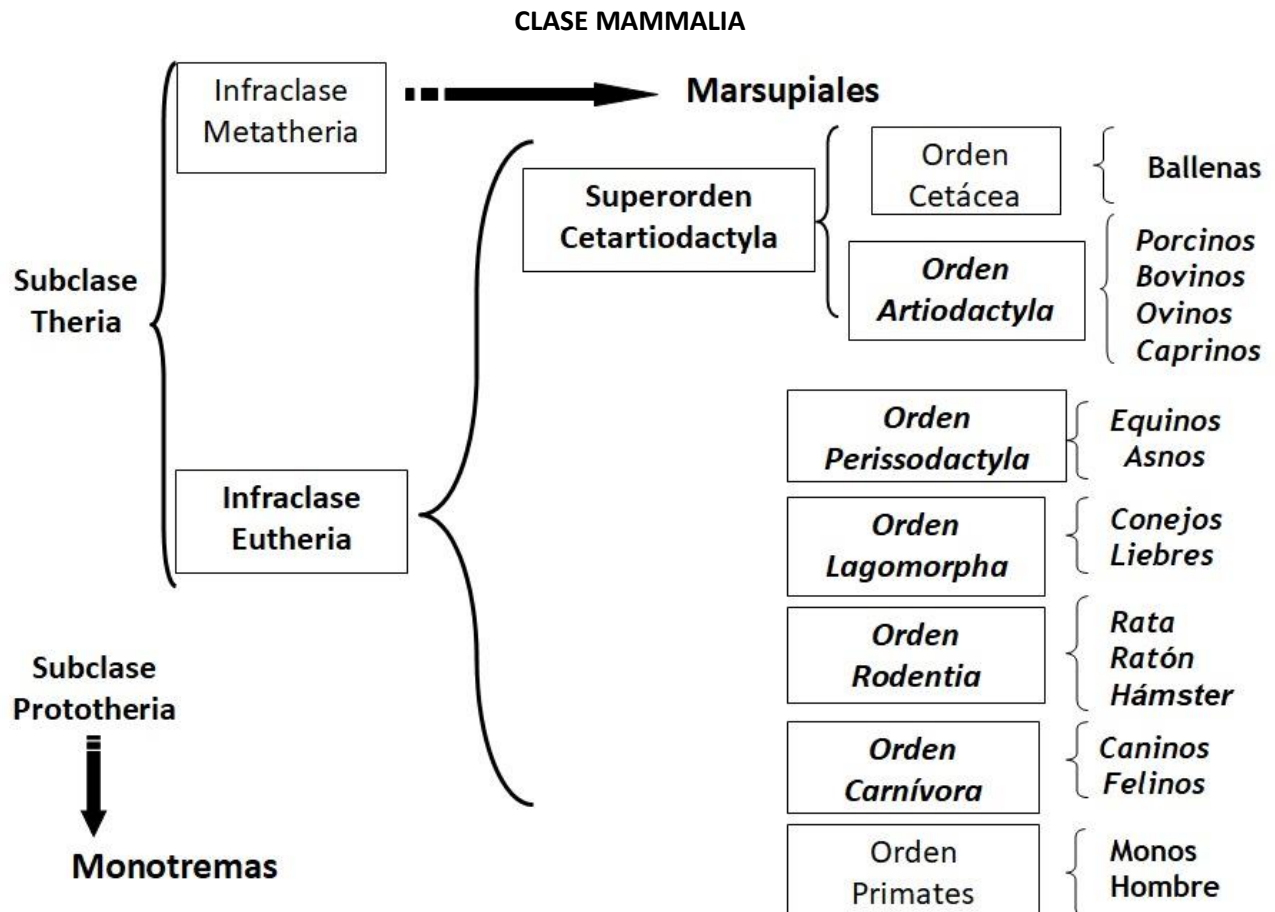 CLASE MAMMALIA
Infraclase
Metatheria
Marsupiales
Superorden
Cetartiodactyla
Orden
Cetácea
Ballenas
Orden
Artiodactyla
Porcinos
Bovinos
Ovinos
Caprinos
Subclase
Theria
Orden
Perissodactyla
Equinos
Asnos
Infraclase
Eutheria
Orden
Lagomorpha
Conejos
Liebres
Orden
Rodentia
Rata
Ratón
Hámster
Subclase
Prototheria
Orden
Carnívora
Caninos
Felinos
Monotremas
Orden
Primates
Monos
Hombre